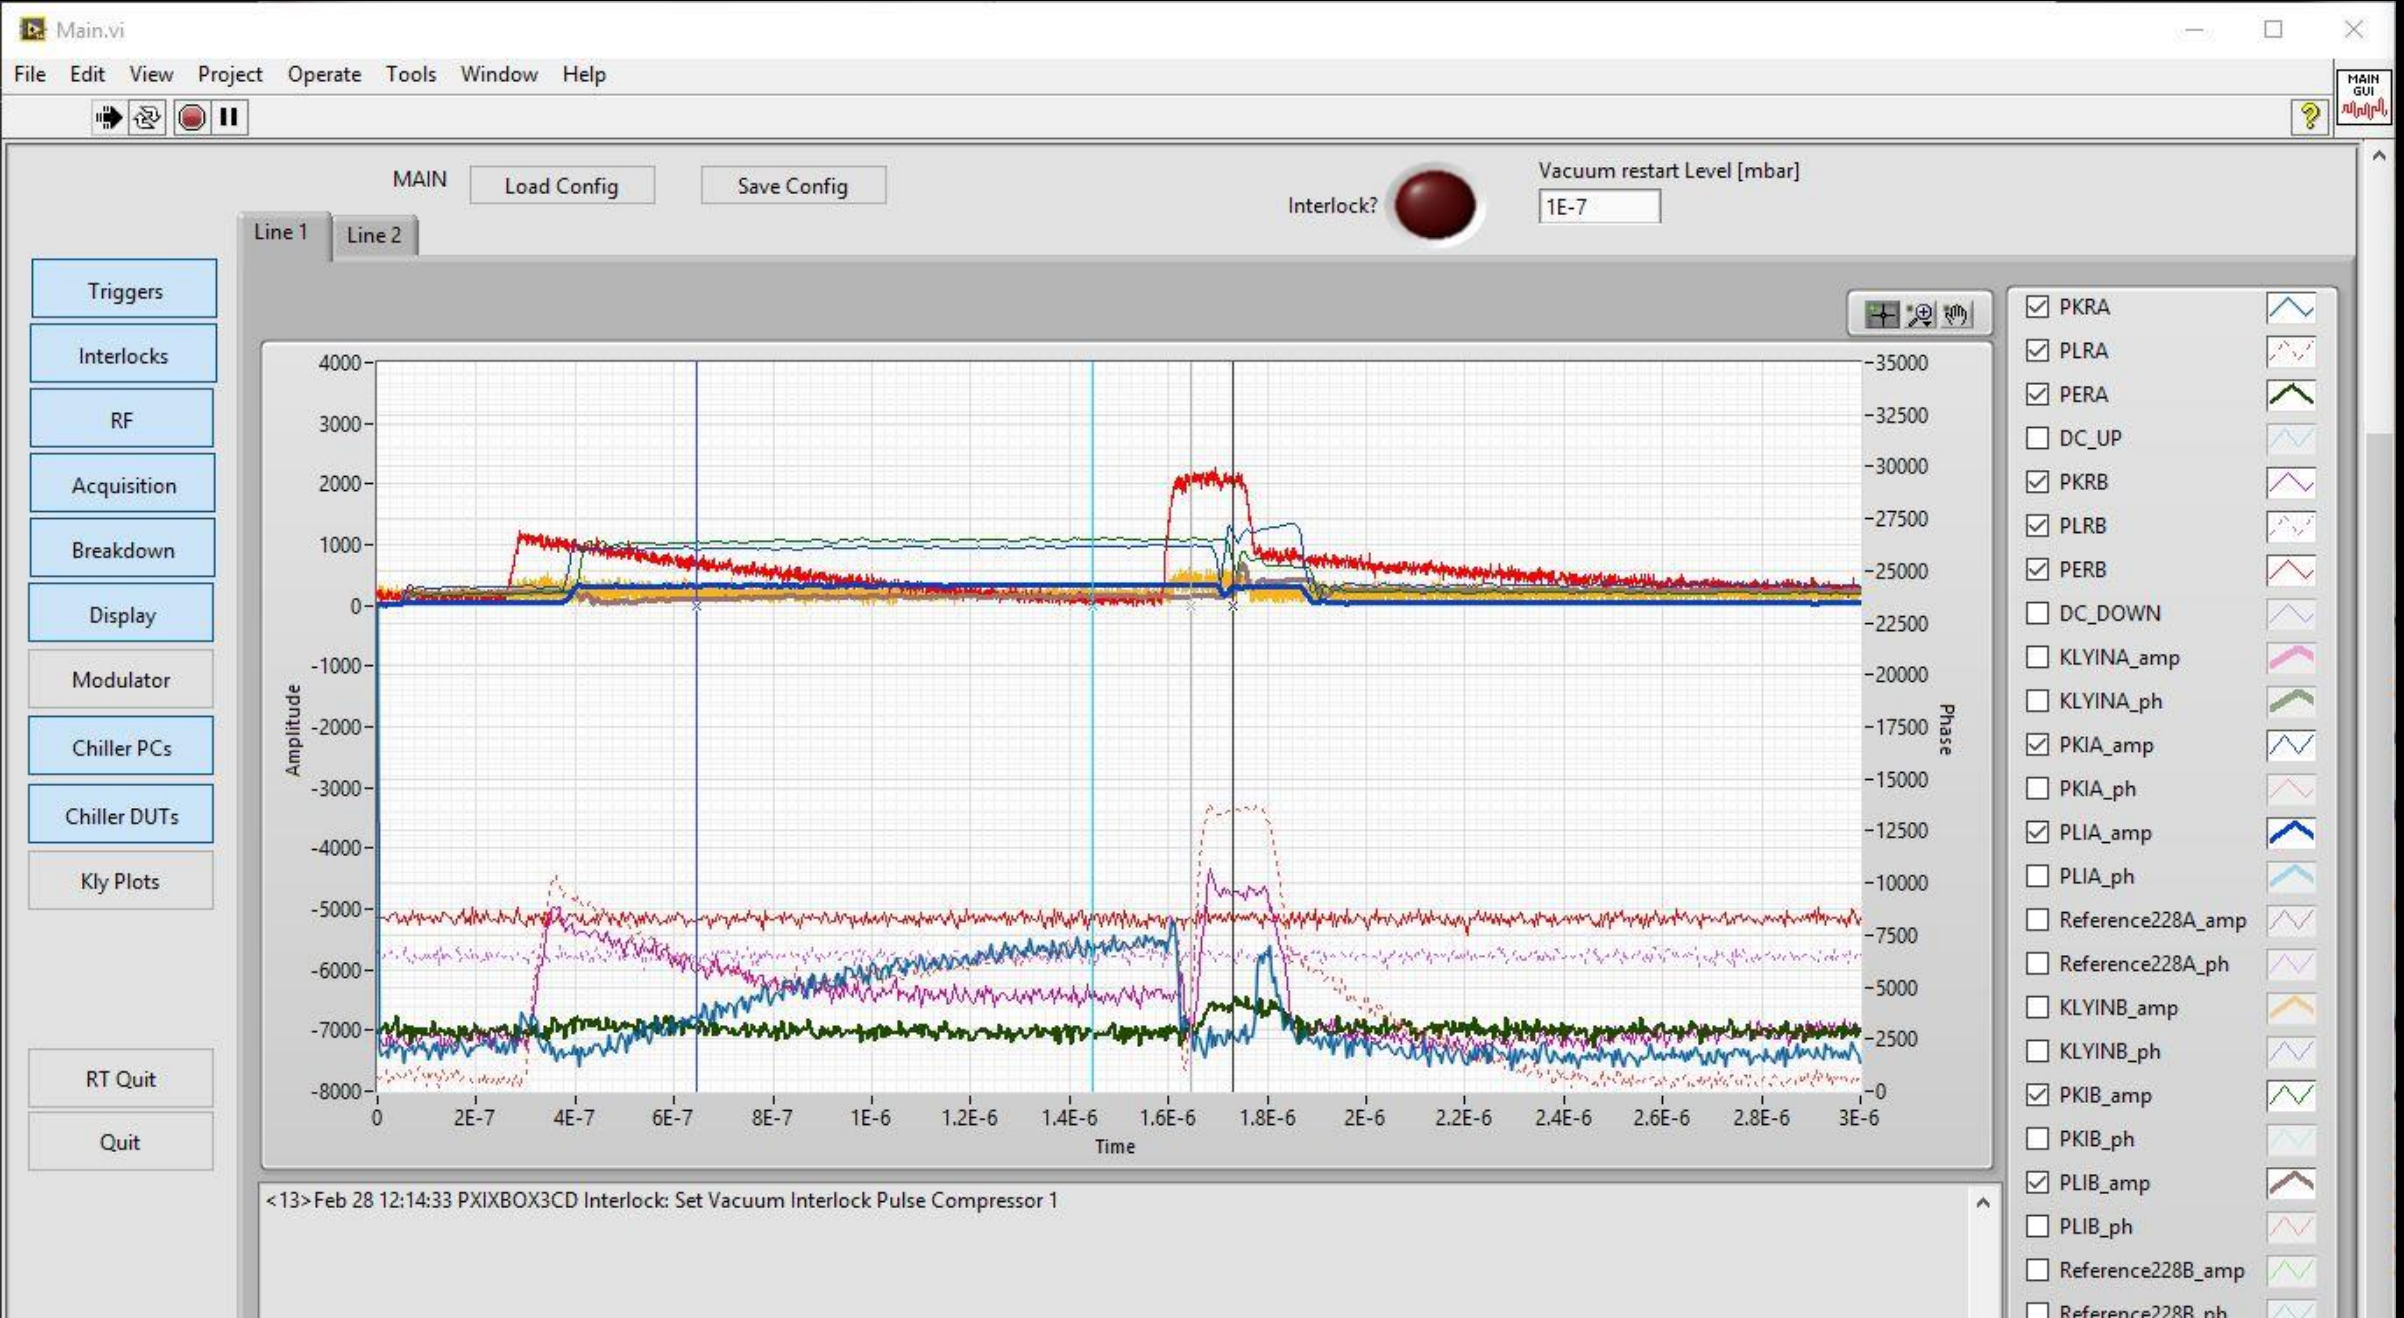 Main.vi
File Edit View Project Operate Tools Window Help
MAIN
GUI
MAIN Load Config Save Config
Interlock?
Vacuum restart Level [mbar]
1E-7
Line 1 Line 2
Triggers
Interlocks
RF
Acquisition
Breakdown
Display
Modulator
Chiller PCs
Chiller DUTs
Kly Plots
RT Quit
Quit
Amplitude
4000
3000
2000
1000
0
-1000
-2000
-3000
-4000
-5000
-6000
-7000
-8000
35000
32500
30000
27500
25000
22500
20000
17500
15000
12500
10000
7500
5000
2500
0
Phase
0 2E-7 4E-7 6E-7 8E-7 1E-6 1.2E-6 1.4E-6 1.6E-6 1.8E-6 2E-6 2.2E-6 2.4E-6 2.6E-6 2.8E-6 3E-6
Time
PKRA
PLRA
PERA
DC_UP
PKRB
PLRB
PERB
DC_DOWN
KLYINA_amp
KLYINA_ph
PKIA_amp
PKIA_ph
PLIA_amp
PLIA_ph
Reference228A_amp
Reference228A_ph
KLYINB_amp
KLYINB_ph
PKIB_amp
PKIB_ph
PLIB_amp
PLIB_ph
Reference228B_amp
Reference228B_ph
<13>Feb 28 12:14:33 PXIXBOX3CD Interlock: Set Vacuum Interlock Pulse Compressor 1